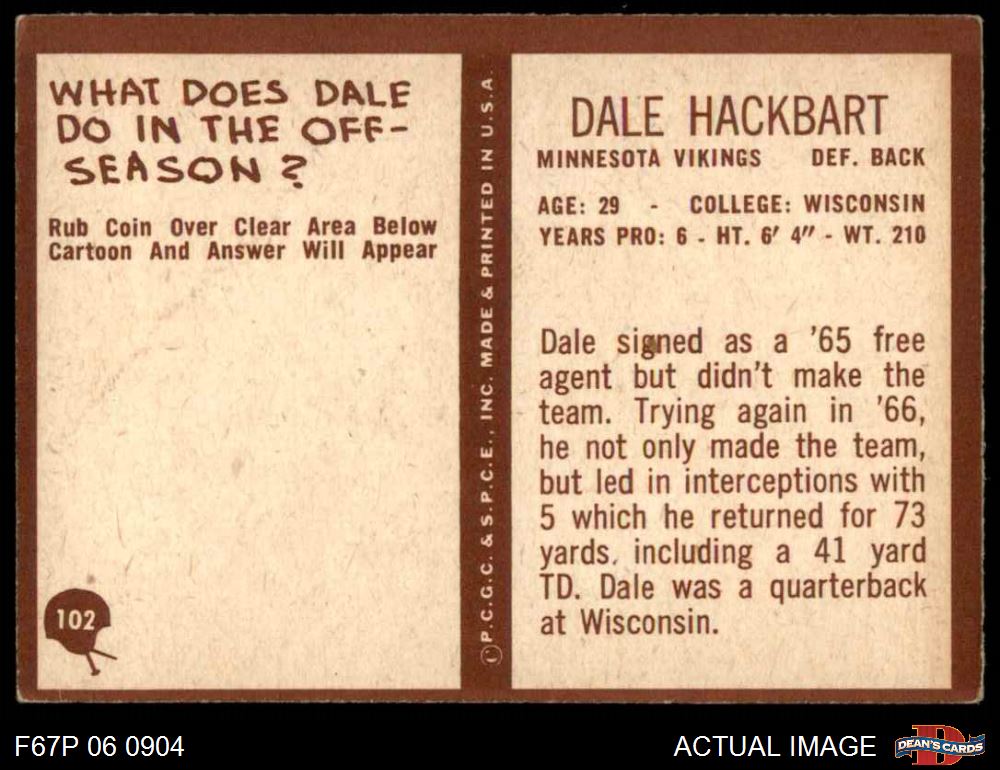 WHAT DOES DALE
DO IN THE OFF-
SEASON ?
Rub Coin Over Clear Area Below
Cartoon And Answer Will Appear
102
©P.C.G.C. & S.P.C.E., INC. MADE & PRINTED IN U.S.A.
DALE HACKBART
MINNESOTA VIKINGS DEF. BACK
AGE: 29 - COLLEGE: WISCONSIN
YEARS PRO: 6 - HT. 6′ 4″ - WT. 210
Dale signed as a ’65 free
agent but didn’t make the
team. Trying again in ’66,
he not only made the team,
but led in interceptions with
5 which he returned for 73
yards, including a 41 yard
TD. Dale was a quarterback
at Wisconsin.
F67P 06 0904
ACTUAL IMAGE
D
DEAN'S CARDS